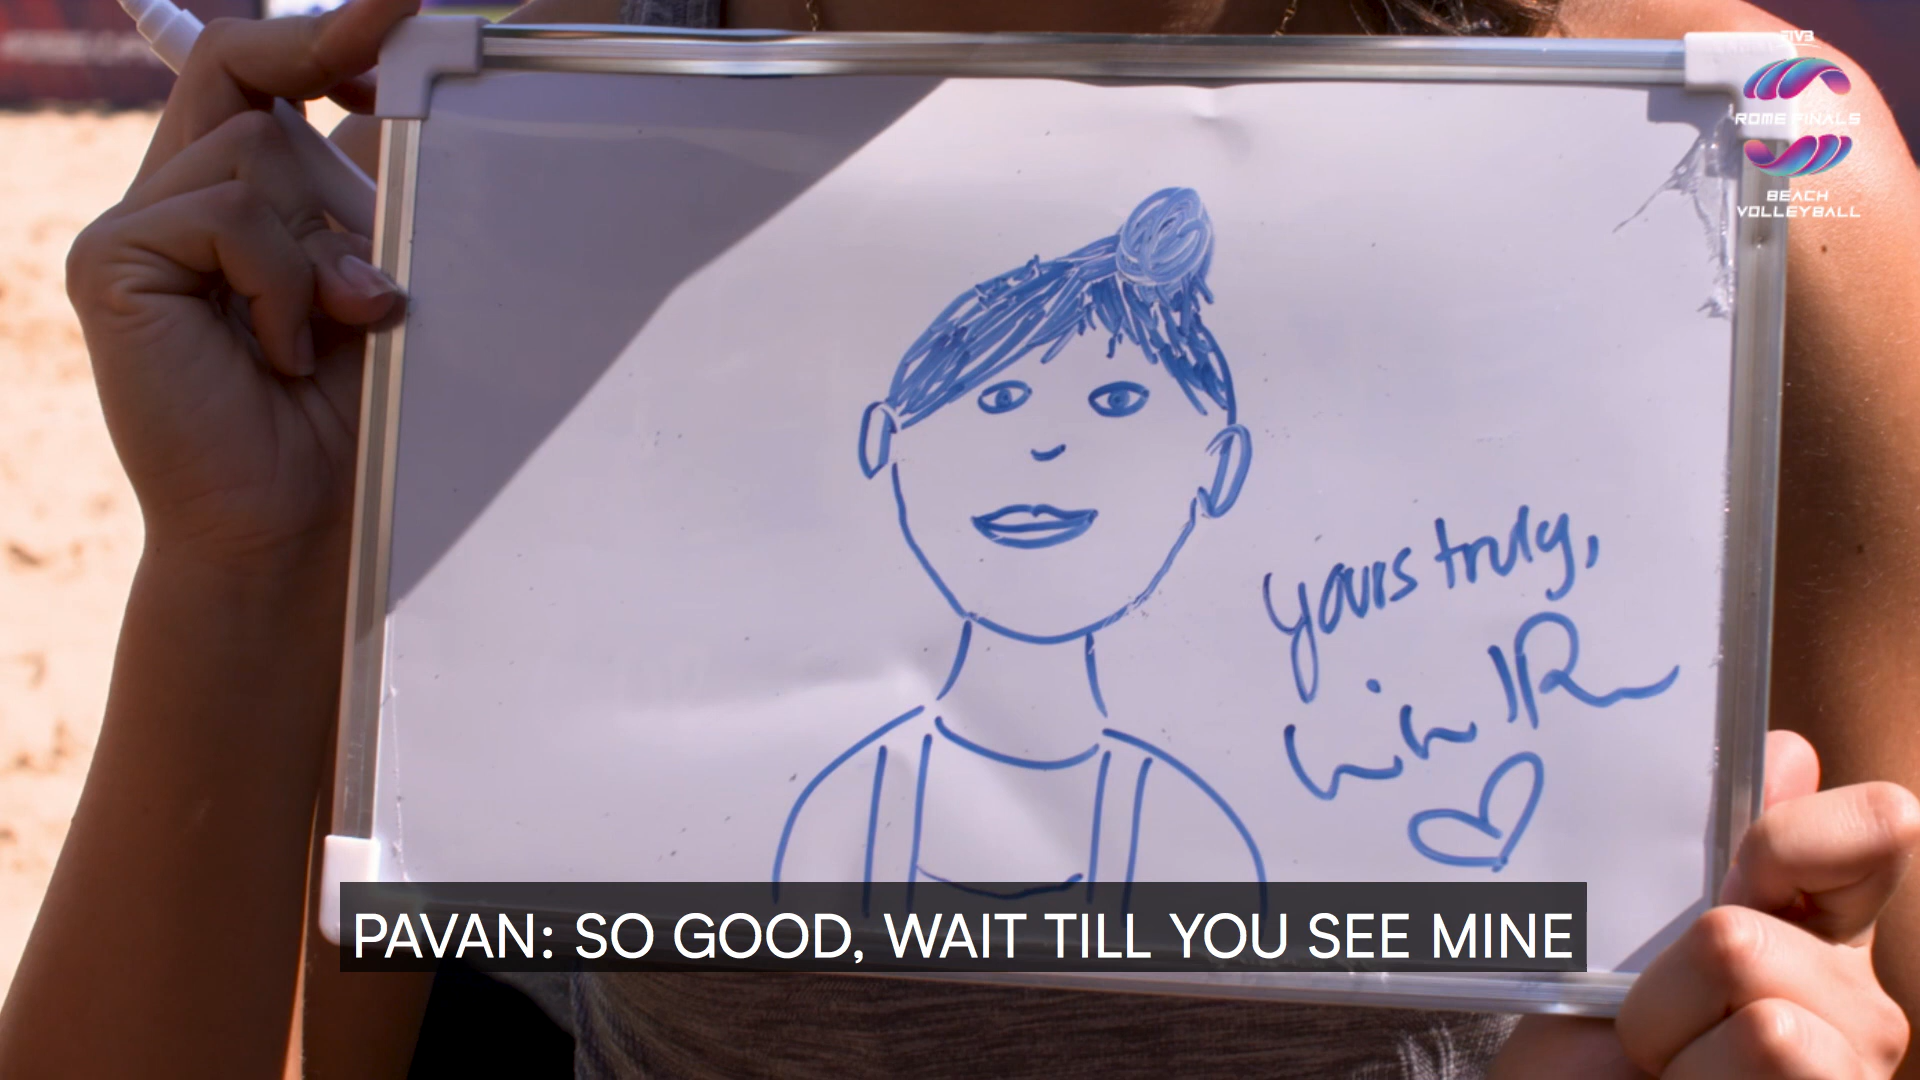 FIVB
ROME FINALS
BEACH
VOLLEYBALL
yours truly,
PAVAN: SO GOOD, WAIT TILL YOU SEE MINE